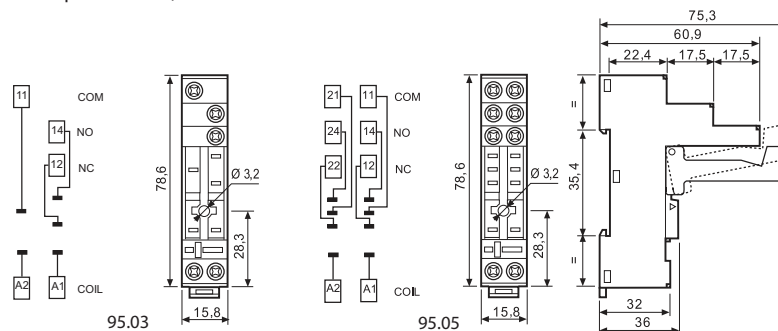 75,3
60,9
22,4 17,5 17,5
11 COM
14 NO
12 NC
A2 A1 COIL
78,6
Ø 3,2
28,3
15,8
95.03
21 11 COM
24 14 NO
22 12 NC
A2 A1 COIL
78,6
Ø 3,2
28,3
15,8
95.05
=
35,4
=
32
36